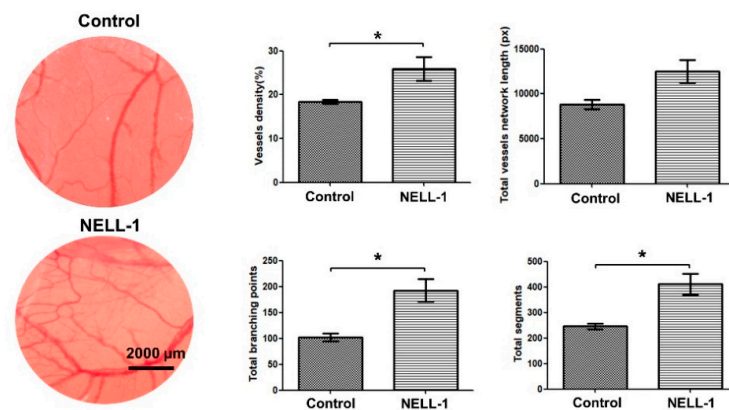 Control
NELL-1
2000 µm
*
Vessels density(%)
30
20
10
0
Control NELL-1
Total vessels network length (px)
15000
10000
5000
0
Control NELL-1
*
Total branching points
250
200
150
100
50
0
Control NELL-1
*
Total segments
500
400
300
200
100
0
Control NELL-1